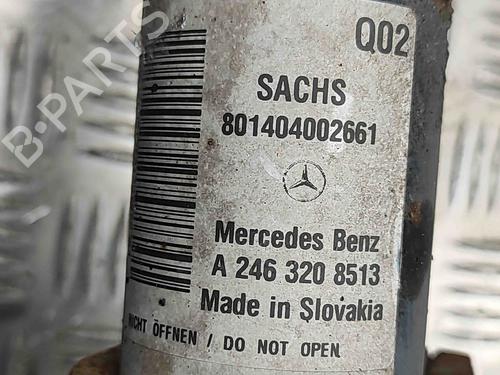 Q02
SACHS
801404002661
Mercedes Benz
A 246 320 8513
Made in Slovakia
NICHT ÖFFNEN / DO NOT OPEN
B-PARTS